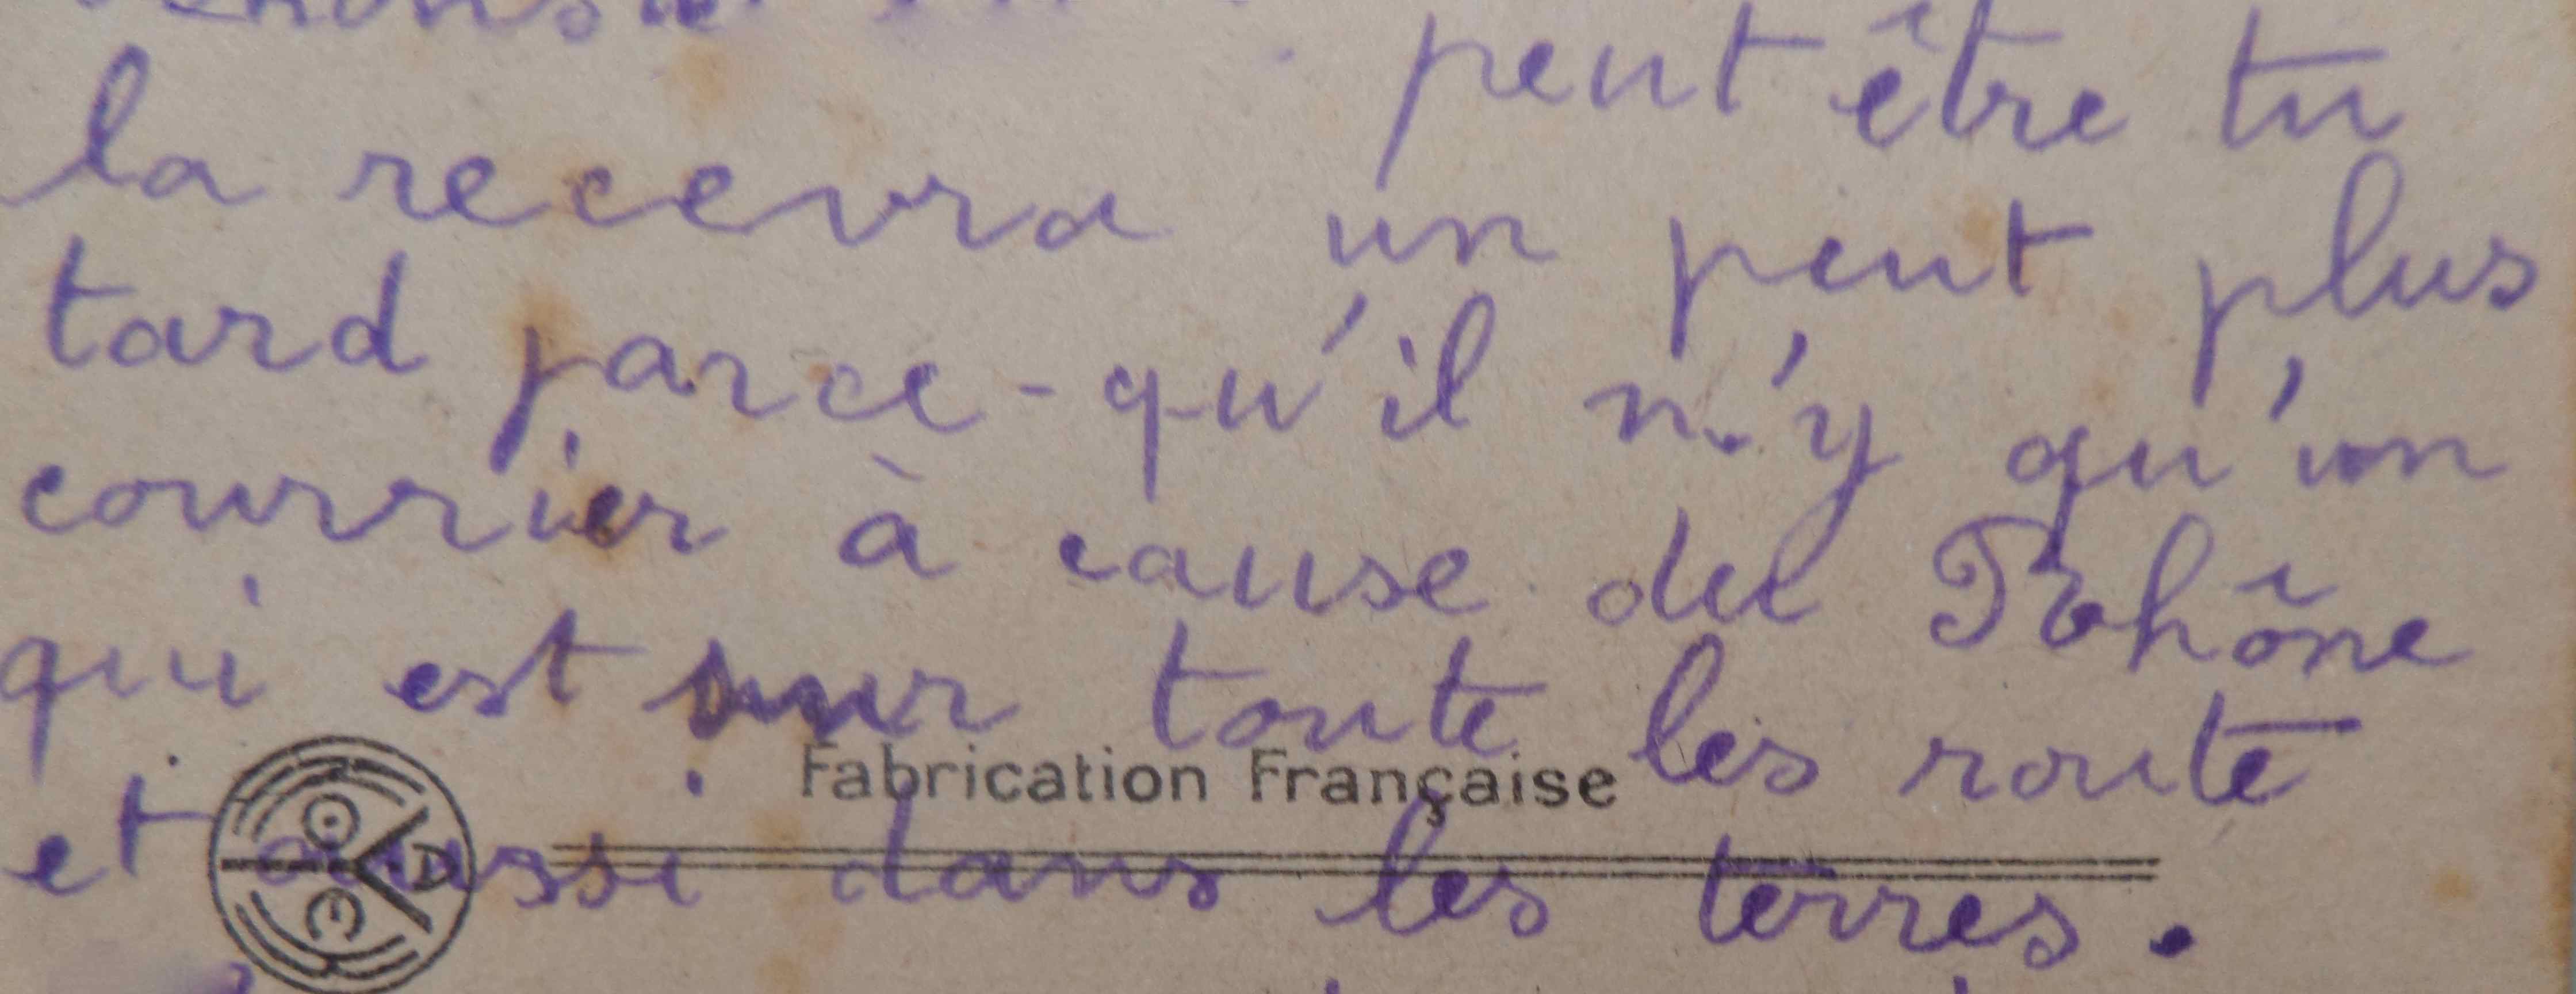 peut être tu
la recevra un peut plus
tard parce-qu'il n'y qu'un
courrier à cause du Rhône
qui est sur toute les route
Fabrication Française
et aussi dans les terres.